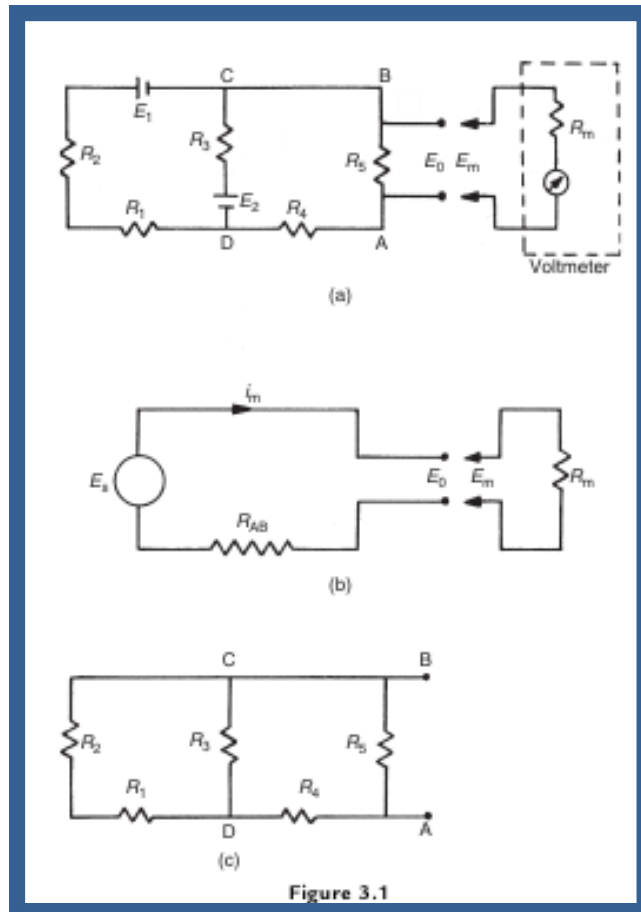 C B
E1
R2 R3 Rm
R5 E0 Em
E2
R1 R4
D A
Voltmeter
(a)
im
Es E0 Em Rm
RAB
(b)
C B
R2 R3 R5
R1 R4
D A
(c)
Figure 3.1